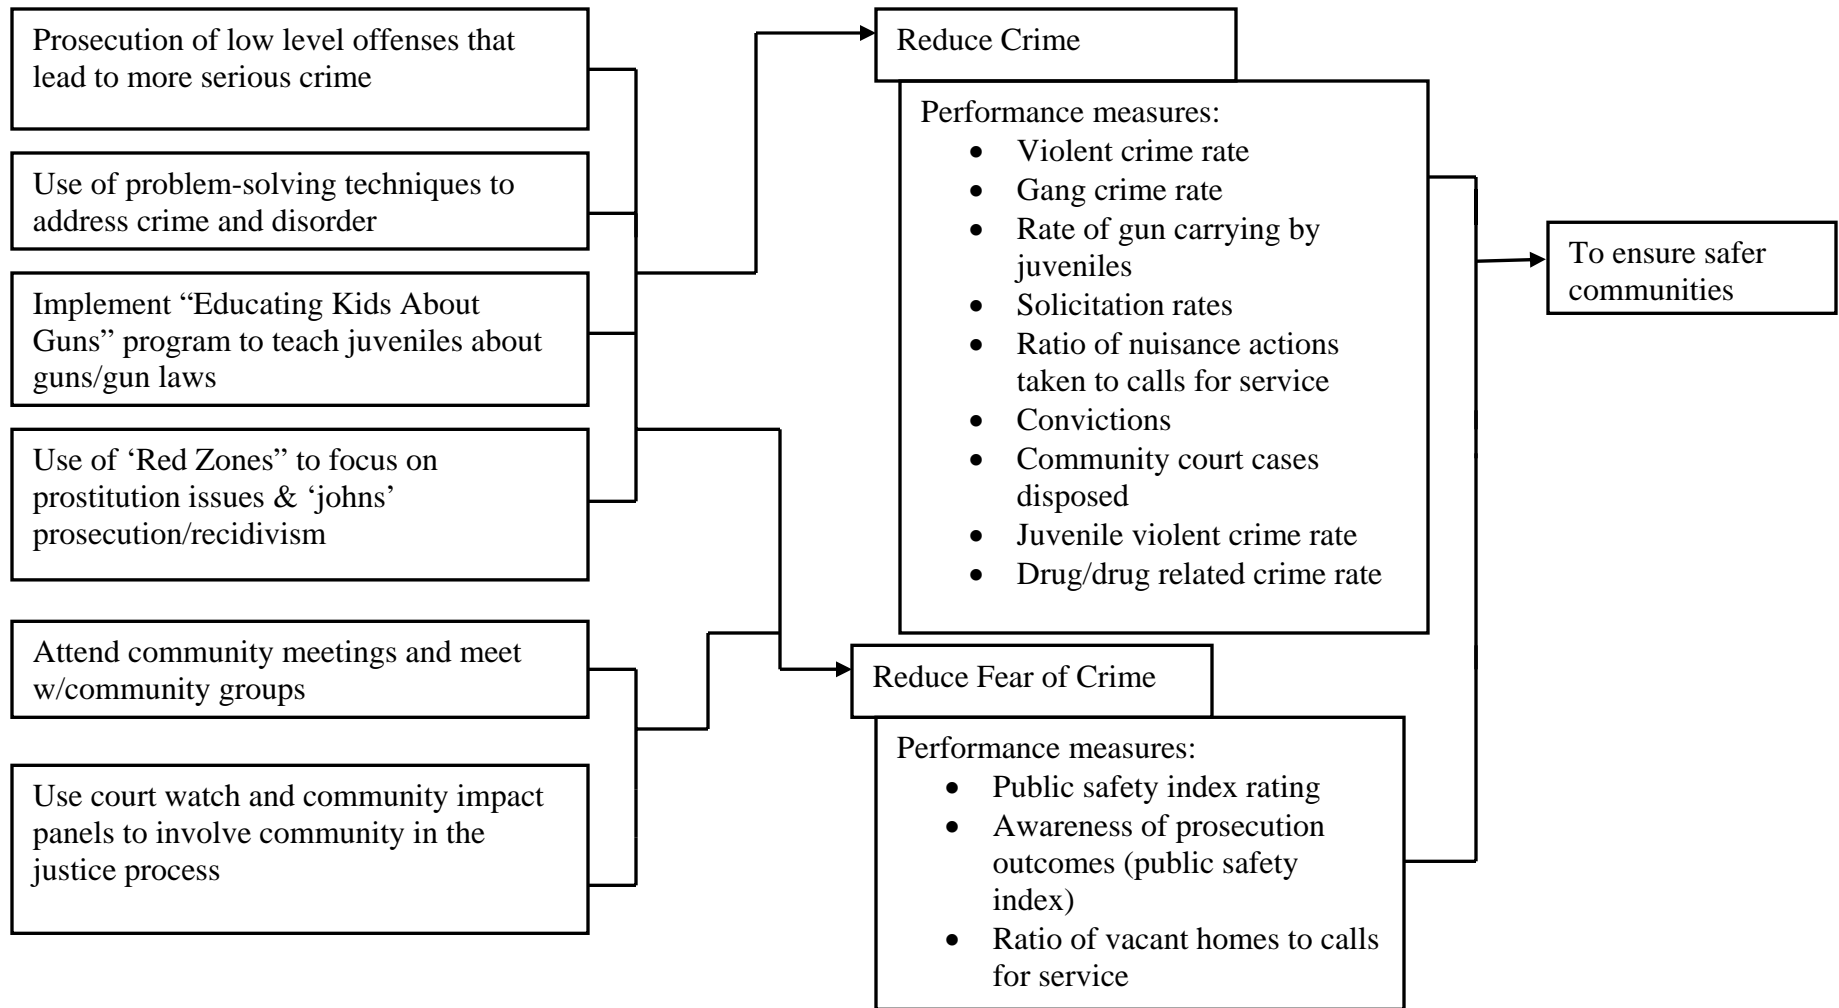 Prosecution of low level offenses that
lead to more serious crime
Use of problem-solving techniques to
address crime and disorder
Implement “Educating Kids About
Guns” program to teach juveniles about
guns/gun laws
Use of ‘Red Zones” to focus on
prostitution issues & ‘johns’
prosecution/recidivism
Attend community meetings and meet
w/community groups
Use court watch and community impact
panels to involve community in the
justice process
Reduce Crime
Performance measures:
• Violent crime rate
• Gang crime rate
• Rate of gun carrying by
juveniles
• Solicitation rates
• Ratio of nuisance actions
taken to calls for service
• Convictions
• Community court cases
disposed
• Juvenile violent crime rate
• Drug/drug related crime rate
Reduce Fear of Crime
Performance measures:
• Public safety index rating
• Awareness of prosecution
outcomes (public safety
index)
• Ratio of vacant homes to calls
for service
To ensure safer
communities